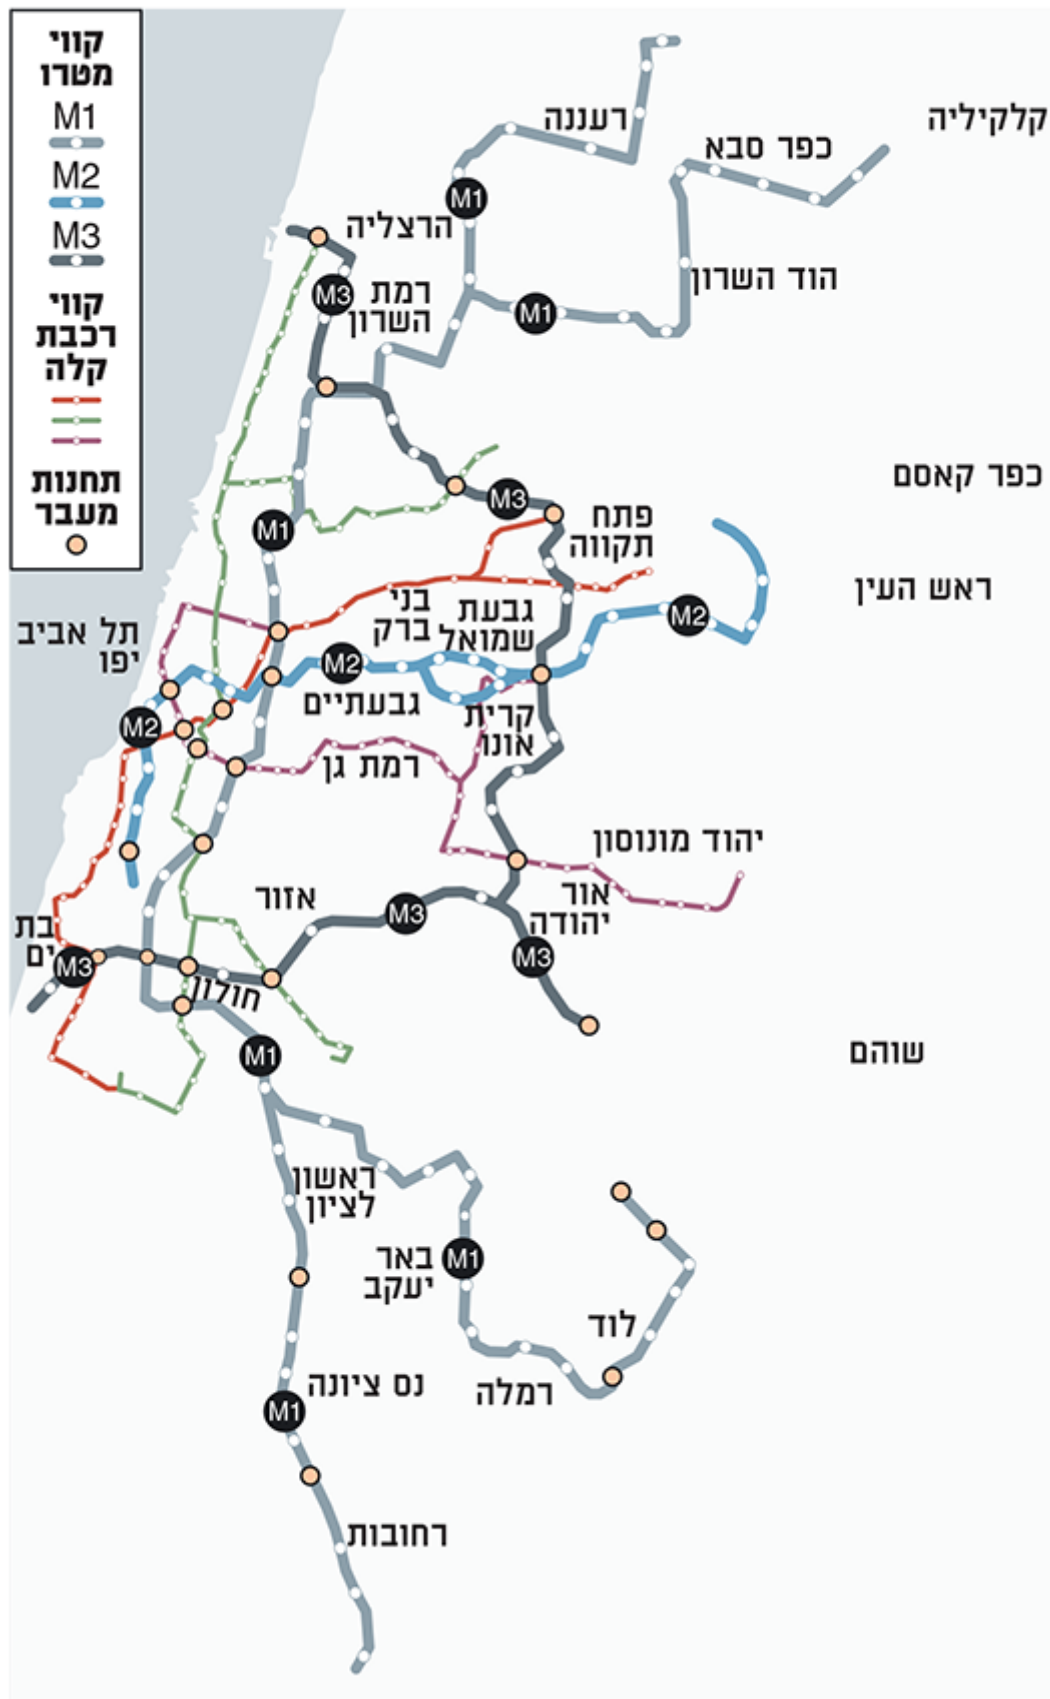 קווי
מטרו
M1
M2
M3
קווי
רכבת
קלה
תחנות
מעבר
קלקיליה
רעננה
כפר סבא
M1
הרצליה
הוד השרון
M3
רמת
השרון
M1
כפר קאסם
M3
M1
פתח
תקווה
ראש העין
בני
ברק
גבעת
שמואל
M2
תל אביב
יפו
M2
גבעתיים
M2
קרית
אונו
רמת גן
יהוד מונוסון
אזור
אור
יהודה
M3
בת
ים
M3
M3
חולון
M1
שוהם
ראשון
לציון
באר
יעקב
M1
לוד
נס ציונה
רמלה
M1
רחובות